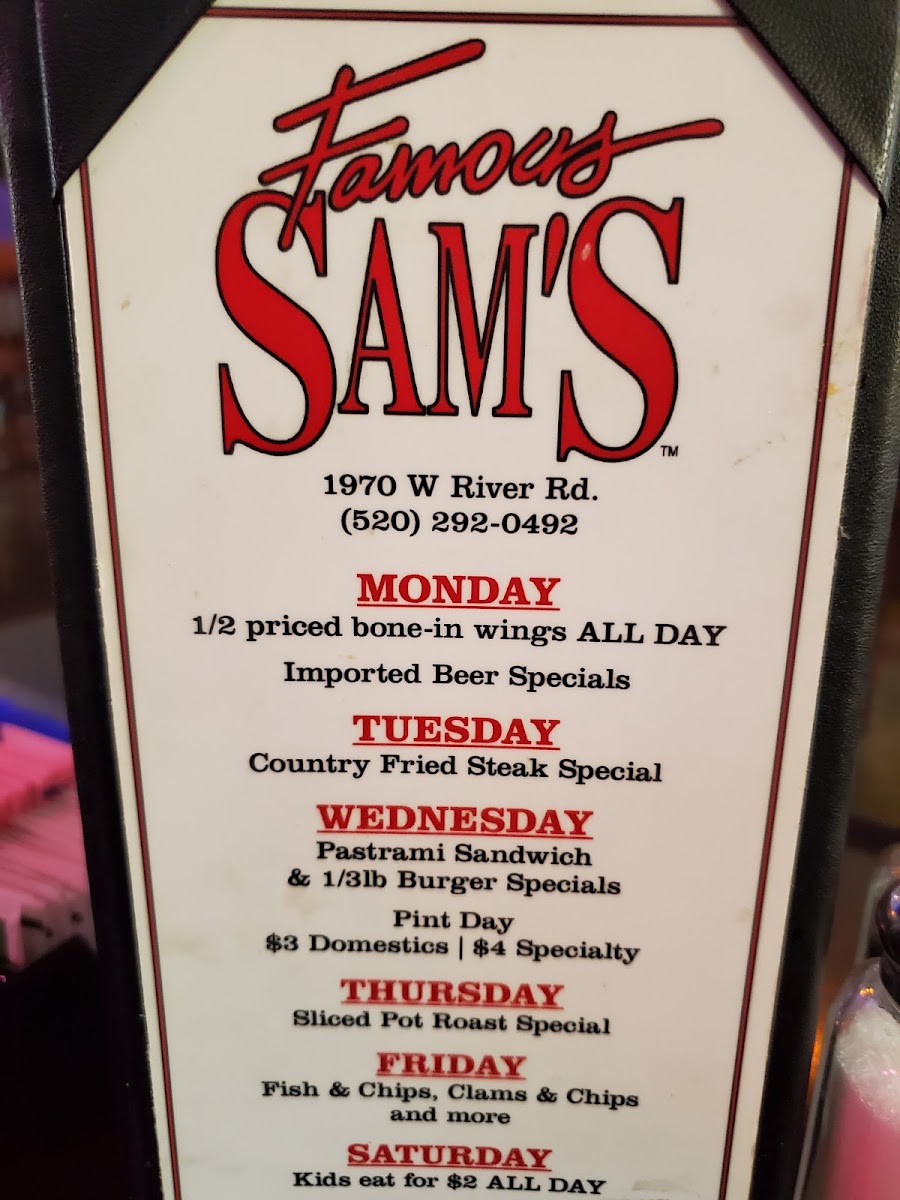 Famous
SAM'S
TM
1970 W River Rd.
(520) 292-0492
MONDAY
1/2 priced bone-in wings ALL DAY
Imported Beer Specials
TUESDAY
Country Fried Steak Special
WEDNESDAY
Pastrami Sandwich
& 1/3lb Burger Specials
Pint Day
$3 Domestics | $4 Specialty
THURSDAY
Sliced Pot Roast Special
FRIDAY
Fish & Chips, Clams & Chips
and more
SATURDAY
Kids eat for $2 ALL DAY